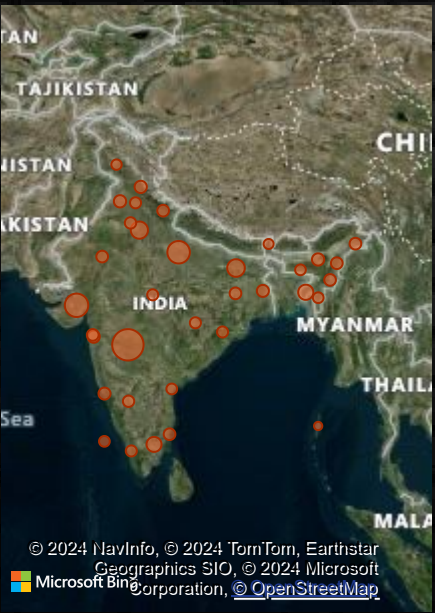 TAN
TAJIKISTAN
CHI
NISTAN
AKISTAN
INDIA
MYANMAR
THAIL
Sea
MALA
© 2024 NavInfo, © 2024 TomTom, Earthstar
Geographics SIO, © 2024 Microsoft
Microsoft Bing
Corporation, © OpenStreetMap